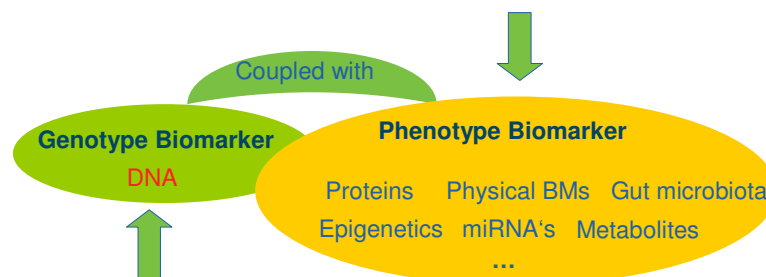 Coupled with
Genotype Biomarker
DNA
Phenotype Biomarker
Proteins Physical BMs Gut microbiota
Epigenetics miRNA‘s Metabolites
...